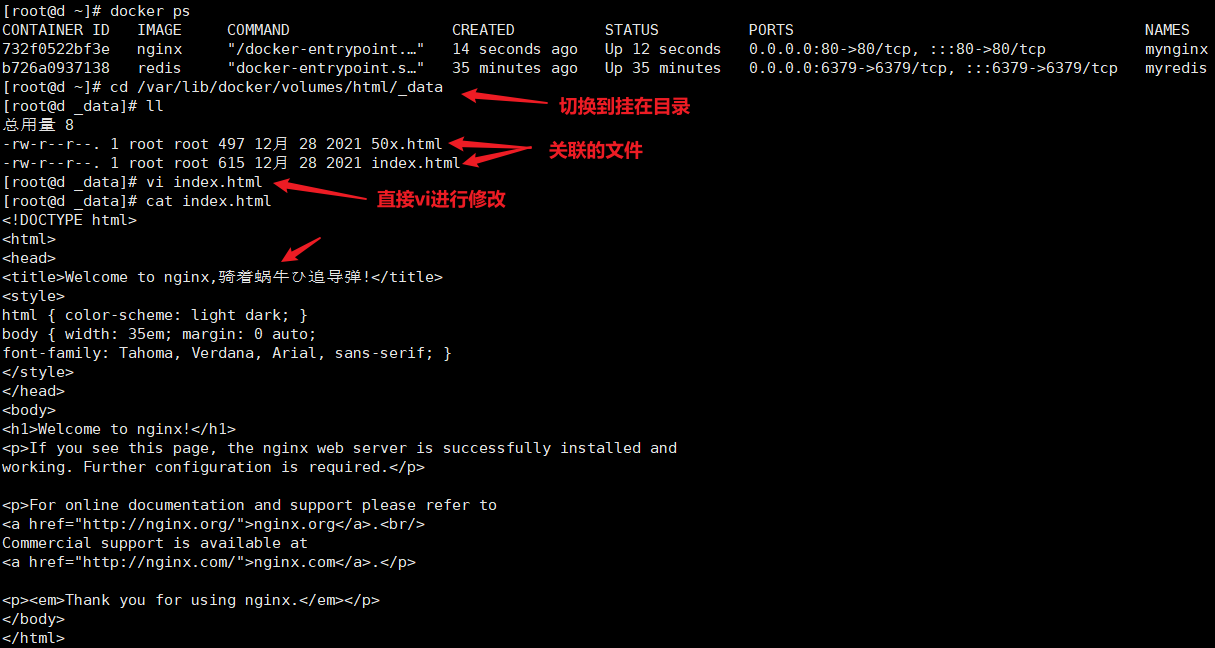 [root@d ~]# docker ps
CONTAINER ID   IMAGE     COMMAND                  CREATED          STATUS          PORTS                                       NAMES
732f0522bf3e   nginx     "/docker-entrypoint.…"   14 seconds ago   Up 12 seconds   0.0.0.0:80->80/tcp, :::80->80/tcp           mynginx
b726a0937138   redis     "docker-entrypoint.s…"   35 minutes ago   Up 35 minutes   0.0.0.0:6379->6379/tcp, :::6379->6379/tcp   myredis
[root@d ~]# cd /var/lib/docker/volumes/html/_data
切换到挂在目录
[root@d _data]# ll
总用量 8
-rw-r--r--. 1 root root 497 12月 28 2021 50x.html
关联的文件
-rw-r--r--. 1 root root 615 12月 28 2021 index.html
[root@d _data]# vi index.html
直接vi进行修改
[root@d _data]# cat index.html
<!DOCTYPE html>
<html>
<head>
<title>Welcome to nginx,骑着蜗牛ひ追导弹!</title>
<style>
html { color-scheme: light dark; }
body { width: 35em; margin: 0 auto;
font-family: Tahoma, Verdana, Arial, sans-serif; }
</style>
</head>
<body>
<h1>Welcome to nginx!</h1>
<p>If you see this page, the nginx web server is successfully installed and
working. Further configuration is required.</p>

<p>For online documentation and support please refer to
<a href="http://nginx.org/">nginx.org</a>.<br/>
Commercial support is available at
<a href="http://nginx.com/">nginx.com</a>.</p>

<p><em>Thank you for using nginx.</em></p>
</body>
</html>